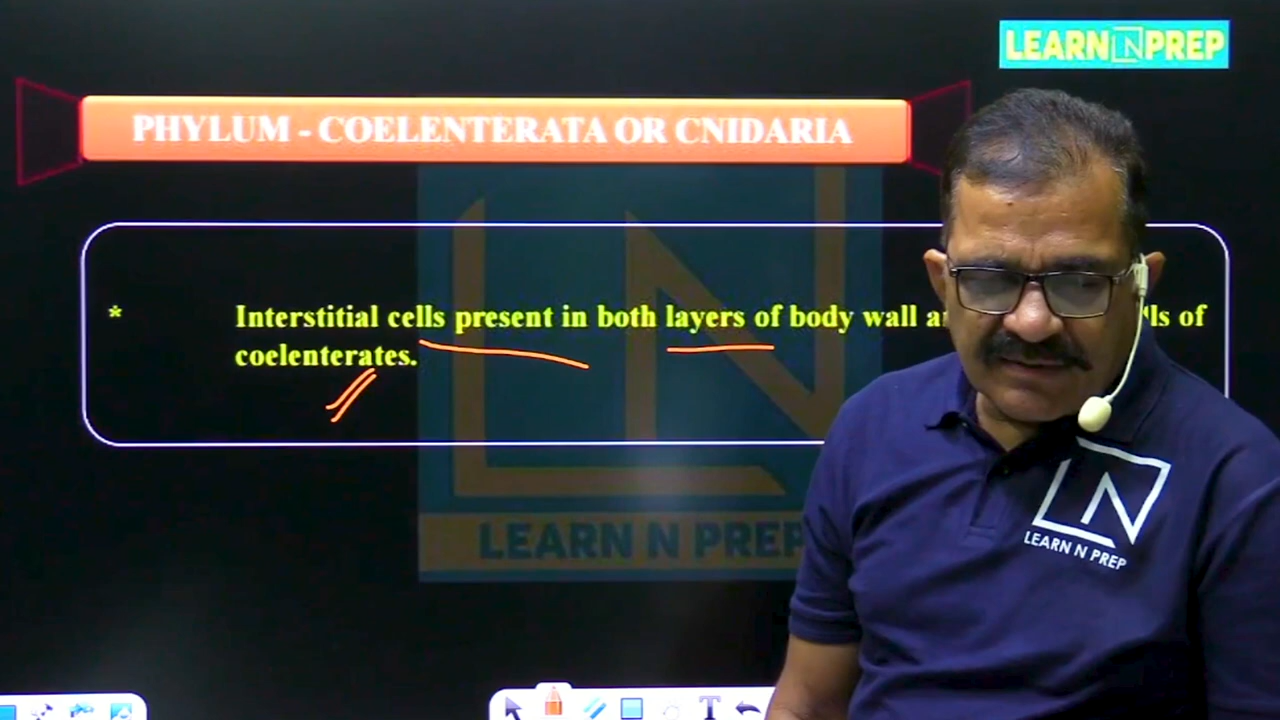 LEARN N PREP
PHYLUM - COELENTERATA OR CNIDARIA
* Interstitial cells present in both layers of body wall of
coelenterates.
LEARN N PREP
LEARN N PREP